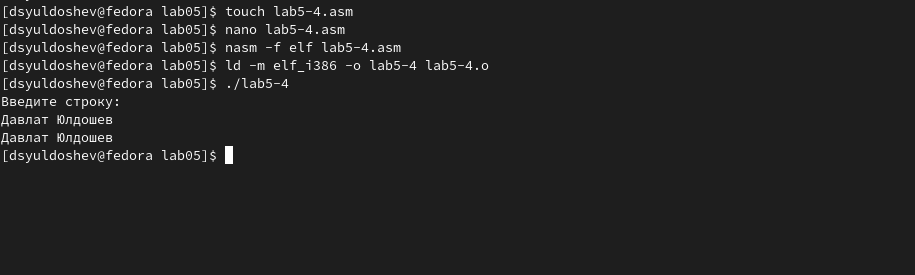 [dsyuldoshev@fedora lab05]$ touch lab5-4.asm
[dsyuldoshev@fedora lab05]$ nano lab5-4.asm
[dsyuldoshev@fedora lab05]$ nasm -f elf lab5-4.asm
[dsyuldoshev@fedora lab05]$ ld -m elf_i386 -o lab5-4 lab5-4.o
[dsyuldoshev@fedora lab05]$ ./lab5-4
Введите строку:
Давлат Юлдошев
Давлат Юлдошев
[dsyuldoshev@fedora lab05]$